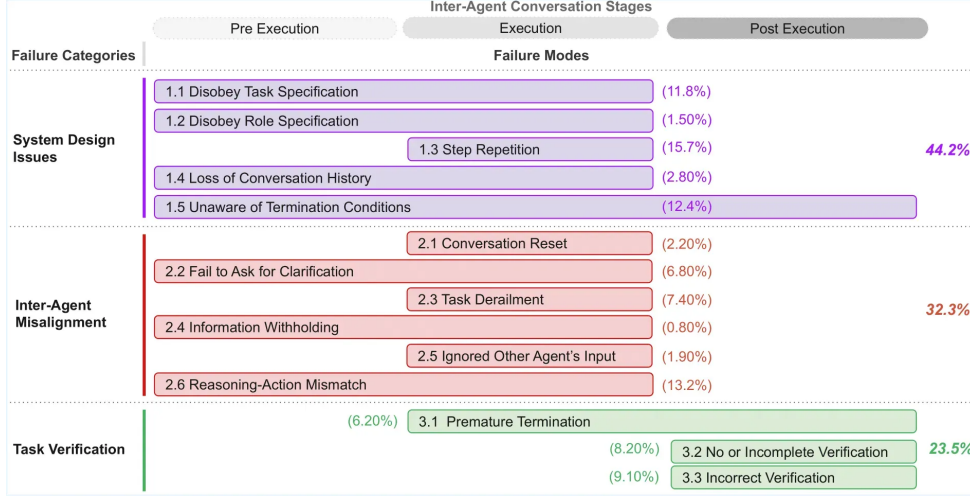 Inter-Agent Conversation Stages
Pre Execution Execution Post Execution
Failure Categories Failure Modes
1.1 Disobey Task Specification (11.8%)
1.2 Disobey Role Specification (1.50%)
System Design
Issues
1.3 Step Repetition (15.7%)
44.2%
1.4 Loss of Conversation History (2.80%)
1.5 Unaware of Termination Conditions (12.4%)
2.1 Conversation Reset (2.20%)
2.2 Fail to Ask for Clarification (6.80%)
Inter-Agent
Misalignment
2.3 Task Derailment (7.40%)
32.3%
2.4 Information Withholding (0.80%)
2.5 Ignored Other Agent's Input (1.90%)
2.6 Reasoning-Action Mismatch (13.2%)
(6.20%) 3.1 Premature Termination
Task Verification
(8.20%) 3.2 No or Incomplete Verification
23.5%
(9.10%) 3.3 Incorrect Verification